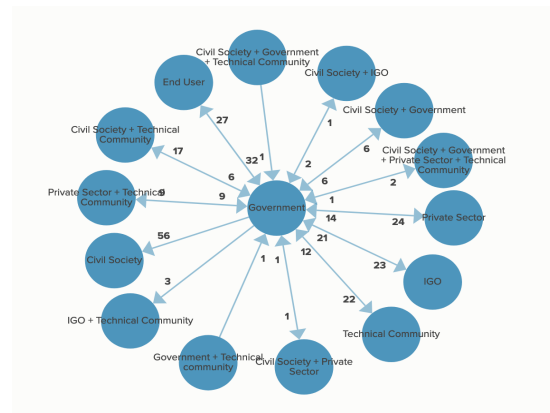 Civil Society + Government
+ Technical Community
Civil Society + IGO
End User
Civil Society + Government
27
1
Civil Society + Technical
Community
17
6
Civil Society + Government
+ Private Sector + Technical
Community
32
1
2
6
6
2
Private Sector + Technical
Community
9
9
1
Government
14
24
Private Sector
56
21
Civil Society
1
1
12
23
IGO
3
22
IGO + Technical Community
1
Technical Community
Government + Technical
community
Civil Society + Private
Sector